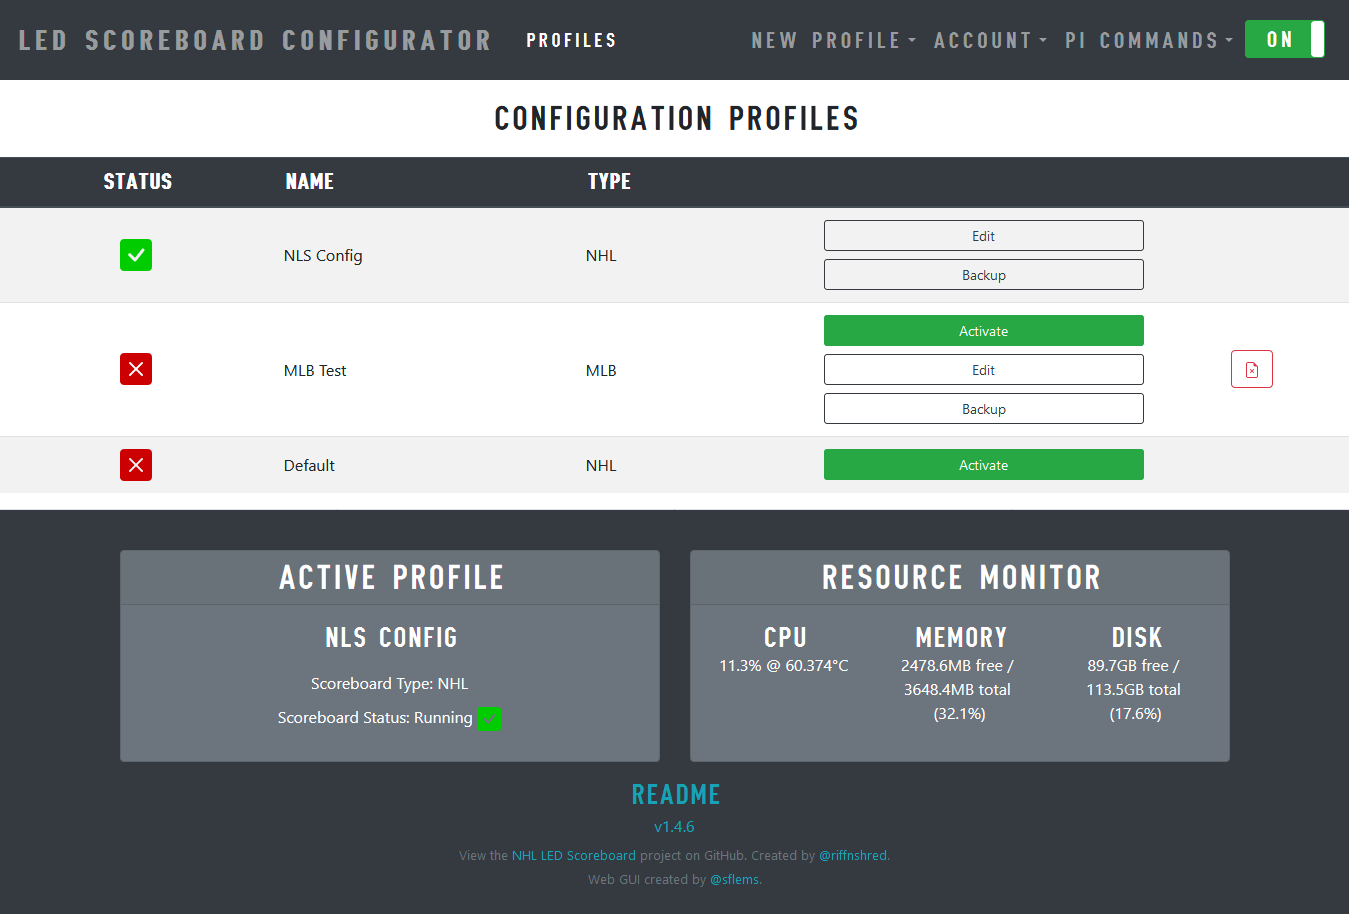 LED SCOREBOARD CONFIGURATOR PROFILES NEW PROFILE ACCOUNT PI COMMANDS ON
CONFIGURATION PROFILES
STATUS NAME TYPE
NLS Config NHL
Edit
Backup
MLB Test MLB
Activate
Edit
Backup
Default NHL
Activate
ACTIVE PROFILE
NLS CONFIG
Scoreboard Type: NHL
Scoreboard Status: Running
RESOURCE MONITOR
CPU
11.3% @ 60.374°C
MEMORY
2478.6MB free /
3648.4MB total
(32.1%)
DISK
89.7GB free /
113.5GB total
(17.6%)
README
v1.4.6
View the NHL LED Scoreboard project on GitHub. Created by @riffnshred.
Web GUI created by @sflems.